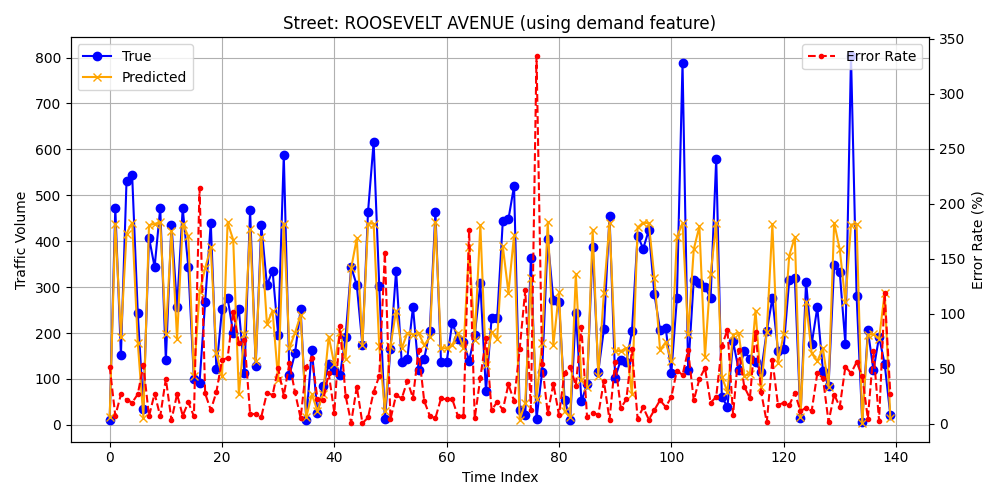 Street: ROOSEVELT AVENUE (using demand feature)
True
Predicted
Error Rate
800
700
600
500
400
300
200
100
0
Traffic Volume
350
300
250
200
150
100
50
0
Error Rate (%)
0 20 40 60 80 100 120 140
Time Index